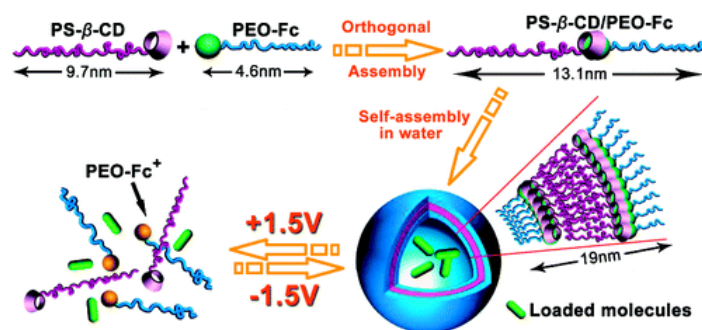 PS-β-CD + PEO-Fc
9.7nm 4.6nm
Orthogonal
Assembly
PS-β-CD/PEO-Fc
13.1nm
Self-assembly
in water
PEO-Fc⁺
+1.5V
-1.5V
19nm
Loaded molecules